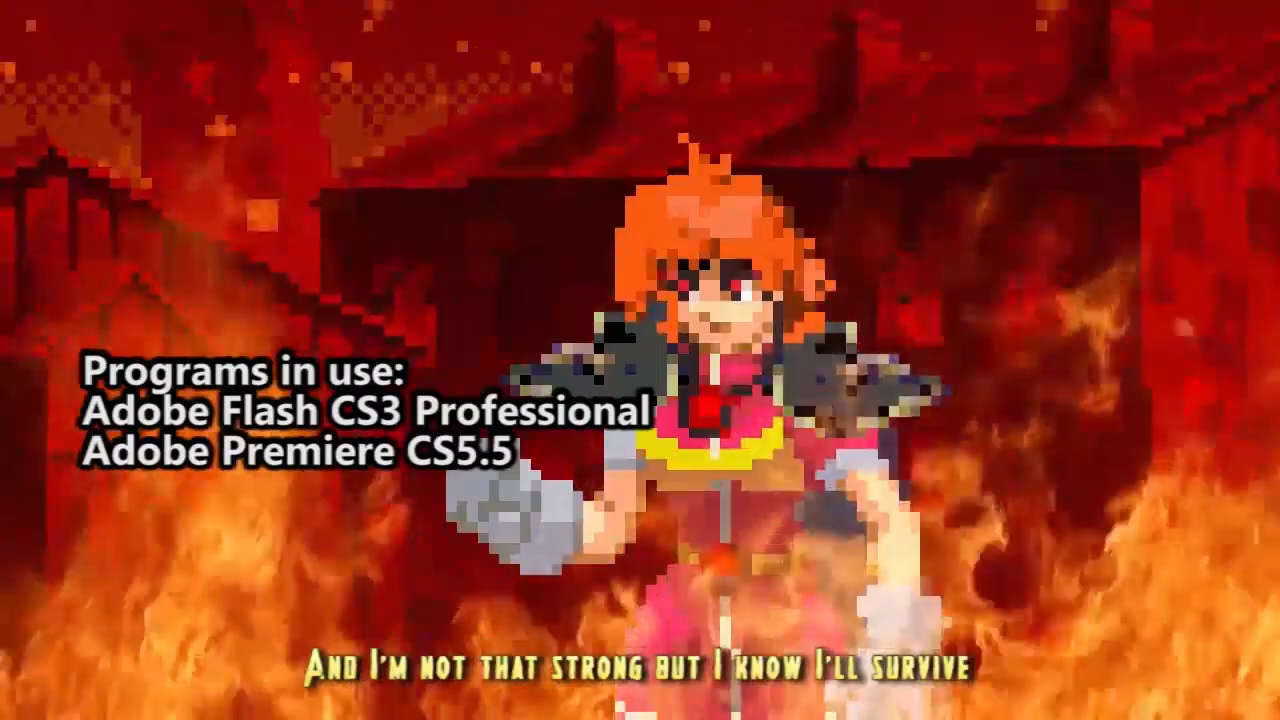 Programs in use:
Adobe Flash CS3 Professional
Adobe Premiere CS5.5
And I'm not that strong but I know I'll survive